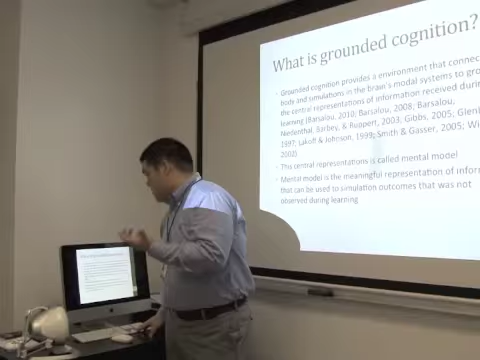 What is grounded cognition?
Grounded cognition provides a environment that connec
body and simulations in the brain's modal systems to gro
the central representations of information received durin
learning (Barsalou, 2010; Barsalou, 2008; Barsalou,
Niedenthal, Barbey, & Ruppert, 2003, Gibbs, 2005; Glen
1997; Lakoff & Johnson, 1999; Smith & Gasser, 2005; Wi
2002)
This central representations is called mental model
Mental model is the meaningful representation of inform
that can be used to simulation outcomes that was not
observed during learning